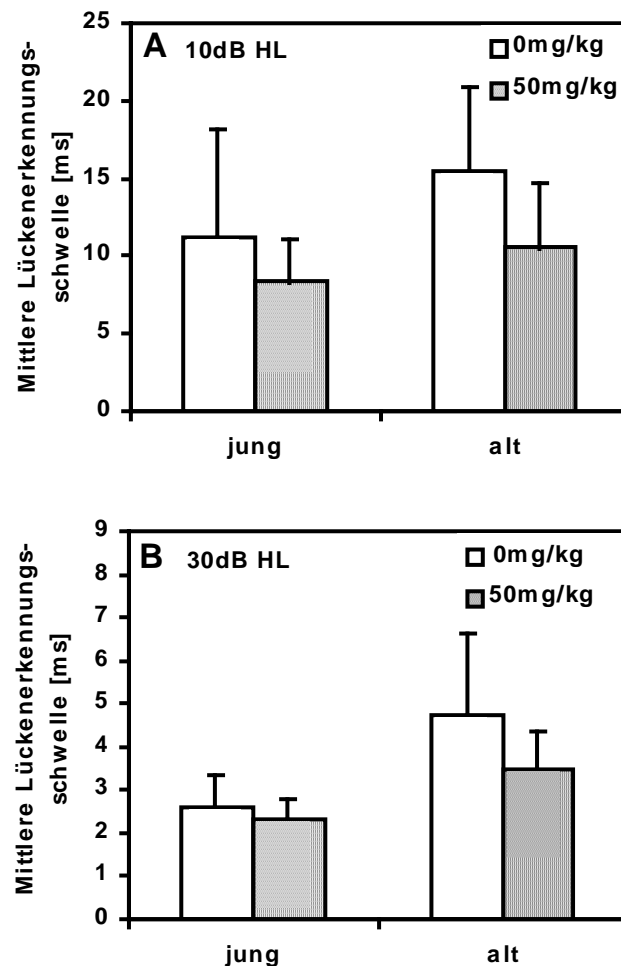 A 10dB HL
0mg/kg
50mg/kg
Mittlere Lückenerkennungs-
schwelle [ms]
25
20
15
10
5
0
jung alt
B 30dB HL
0mg/kg
50mg/kg
Mittlere Lückenerkennungs-
schwelle [ms]
9
8
7
6
5
4
3
2
1
0
jung alt